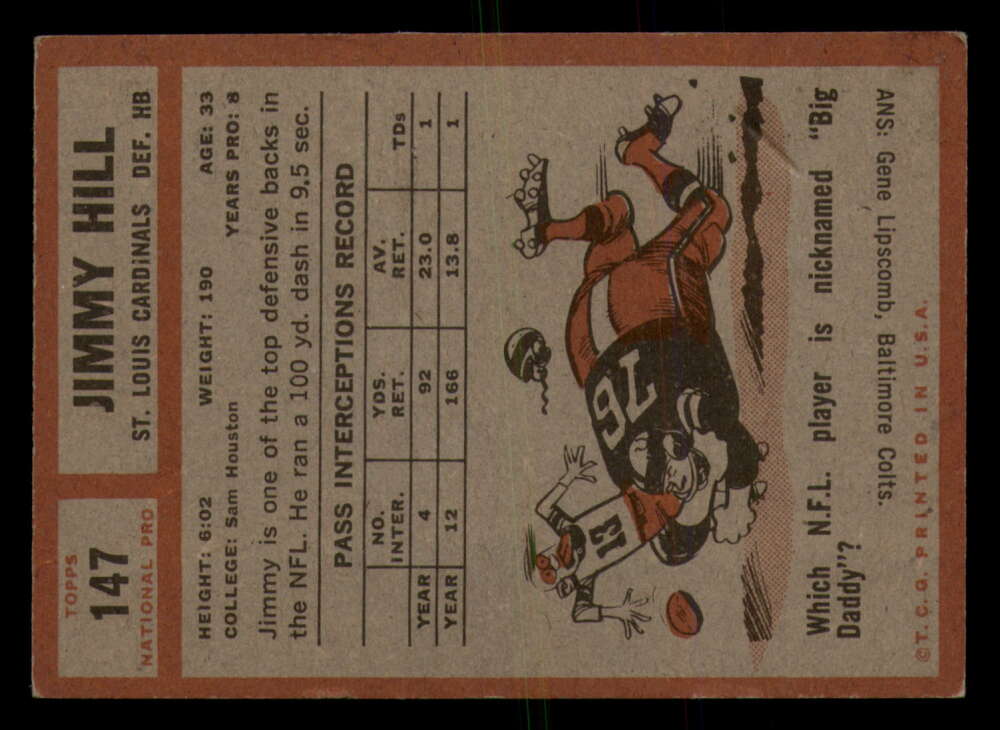 TOPPS
147
NATIONAL PRO
JIMMY HILL
ST. LOUIS CARDINALS DEF. HB
HEIGHT: 6:02 WEIGHT: 190 AGE: 33
COLLEGE: Sam Houston YEARS PRO: 8
Jimmy is one of the top defensive backs in
the NFL. He ran a 100 yd. dash in 9.5 sec.
PASS INTERCEPTIONS RECORD
NO. INTER. YDS. RET. AV. RET. TDs
YEAR 4 92 23.0 1
YEAR 12 166 13.8 1
76
13
Which N.F.L. player is nicknamed "Big
Daddy"?
ANS: Gene Lipscomb, Baltimore Colts.
©T.C.G. PRINTED IN U.S.A.